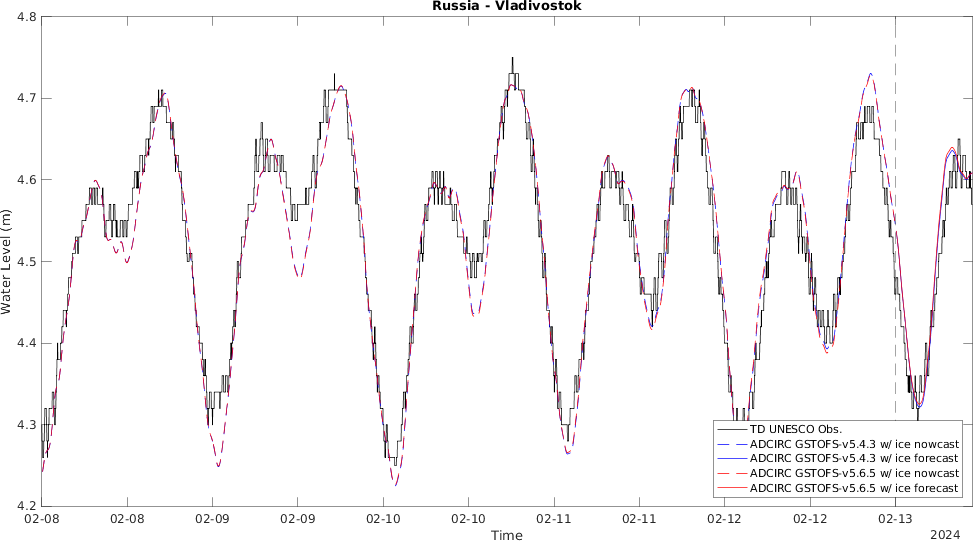 Russia - Vladivostok
4.8
4.7
4.6
4.5
4.4
4.3
4.2
Water Level (m)
TD UNESCO Obs.
ADCIRC GSTOFS-v5.4.3 w/ ice nowcast
ADCIRC GSTOFS-v5.4.3 w/ ice forecast
ADCIRC GSTOFS-v5.6.5 w/ ice nowcast
ADCIRC GSTOFS-v5.6.5 w/ ice forecast
02-08 02-08 02-09 02-09 02-10 02-10 02-11 02-11 02-12 02-12 02-13
Time
2024